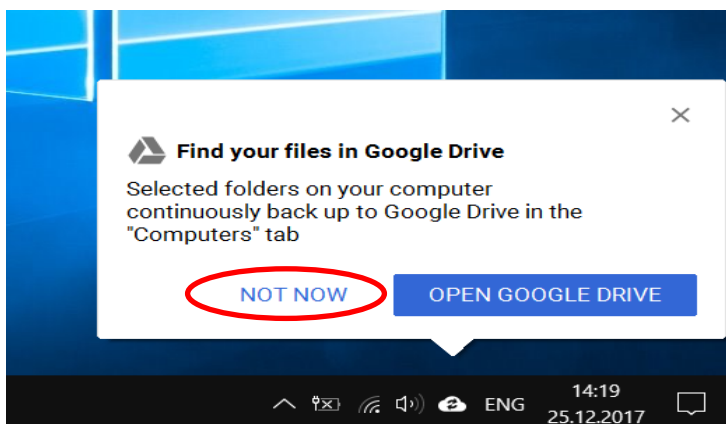 Find your files in Google Drive
Selected folders on your computer
continuously back up to Google Drive in the
"Computers" tab
NOT NOW
OPEN GOOGLE DRIVE
ENG
14:19
25.12.2017